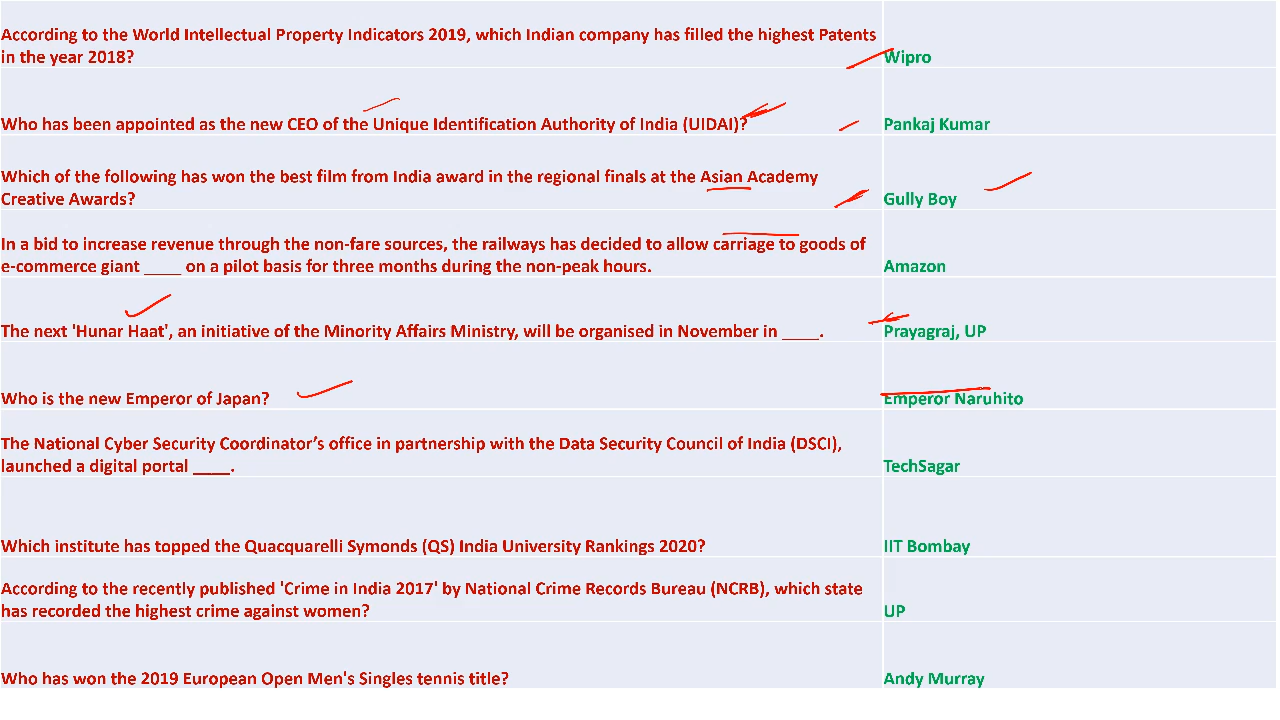 According to the World Intellectual Property Indicators 2019, which Indian company has filled the highest Patents
in the year 2018?
Wipro
Who has been appointed as the new CEO of the Unique Identification Authority of India (UIDAI)?
Pankaj Kumar
Which of the following has won the best film from India award in the regional finals at the Asian Academy
Creative Awards?
Gully Boy
In a bid to increase revenue through the non-fare sources, the railways has decided to allow carriage to goods of
e-commerce giant ____ on a pilot basis for three months during the non-peak hours.
Amazon
The next 'Hunar Haat', an initiative of the Minority Affairs Ministry, will be organised in November in ____.
Prayagraj, UP
Who is the new Emperor of Japan?
Emperor Naruhito
The National Cyber Security Coordinator’s office in partnership with the Data Security Council of India (DSCI),
launched a digital portal ____.
TechSagar
Which institute has topped the Quacquarelli Symonds (QS) India University Rankings 2020?
IIT Bombay
According to the recently published 'Crime in India 2017' by National Crime Records Bureau (NCRB), which state
has recorded the highest crime against women?
UP
Who has won the 2019 European Open Men's Singles tennis title?
Andy Murray